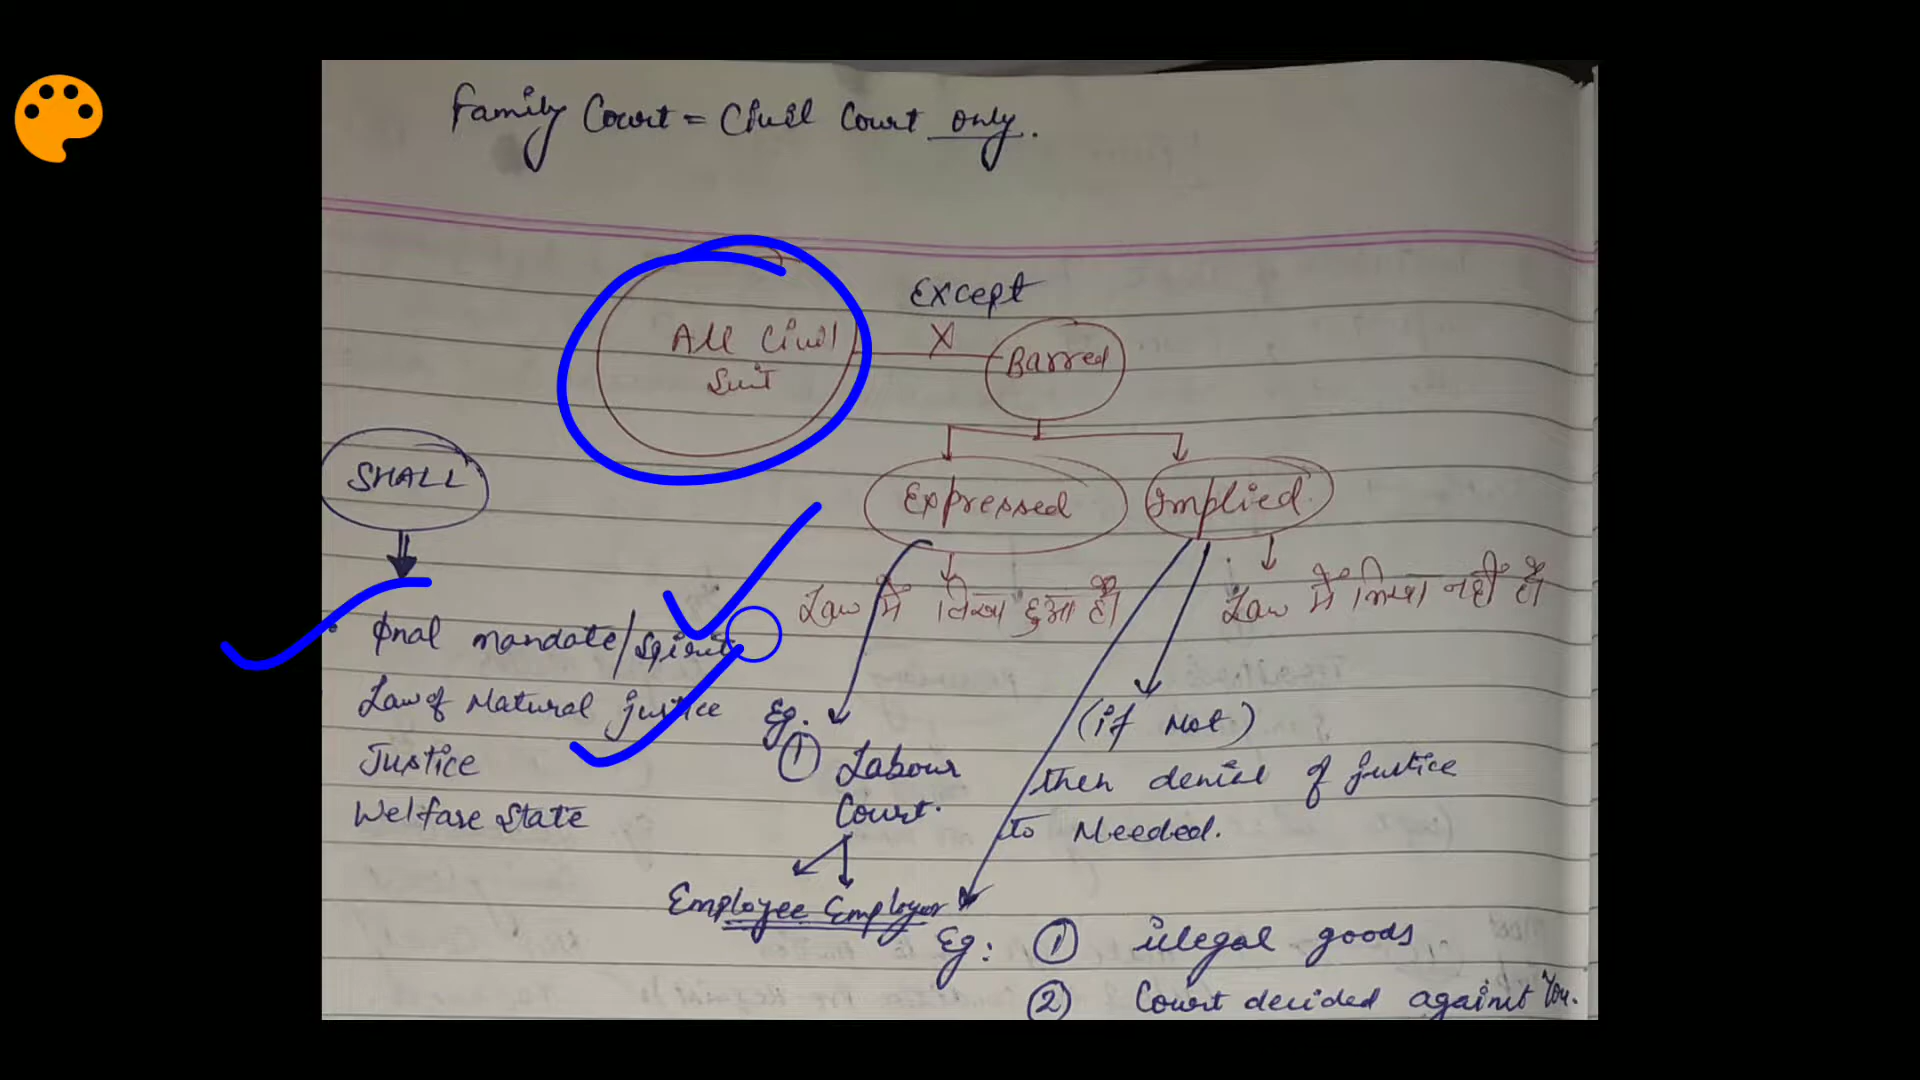 Family Court = Civil Court only.
Except
All Civil
Suit
X
Barred
SHALL
Expressed
Implied.
Law में लिखा हुआ हो
Law में लिखा नहीं हो
φnal mandate/Spirit
Law of Natural justice
Justice
Welfare State
Eg.
① Labour
Court.
Employee Employer
(if Not)
then denial of justice
to Needed.
Eg: ① illegal goods
② Court decided against You.